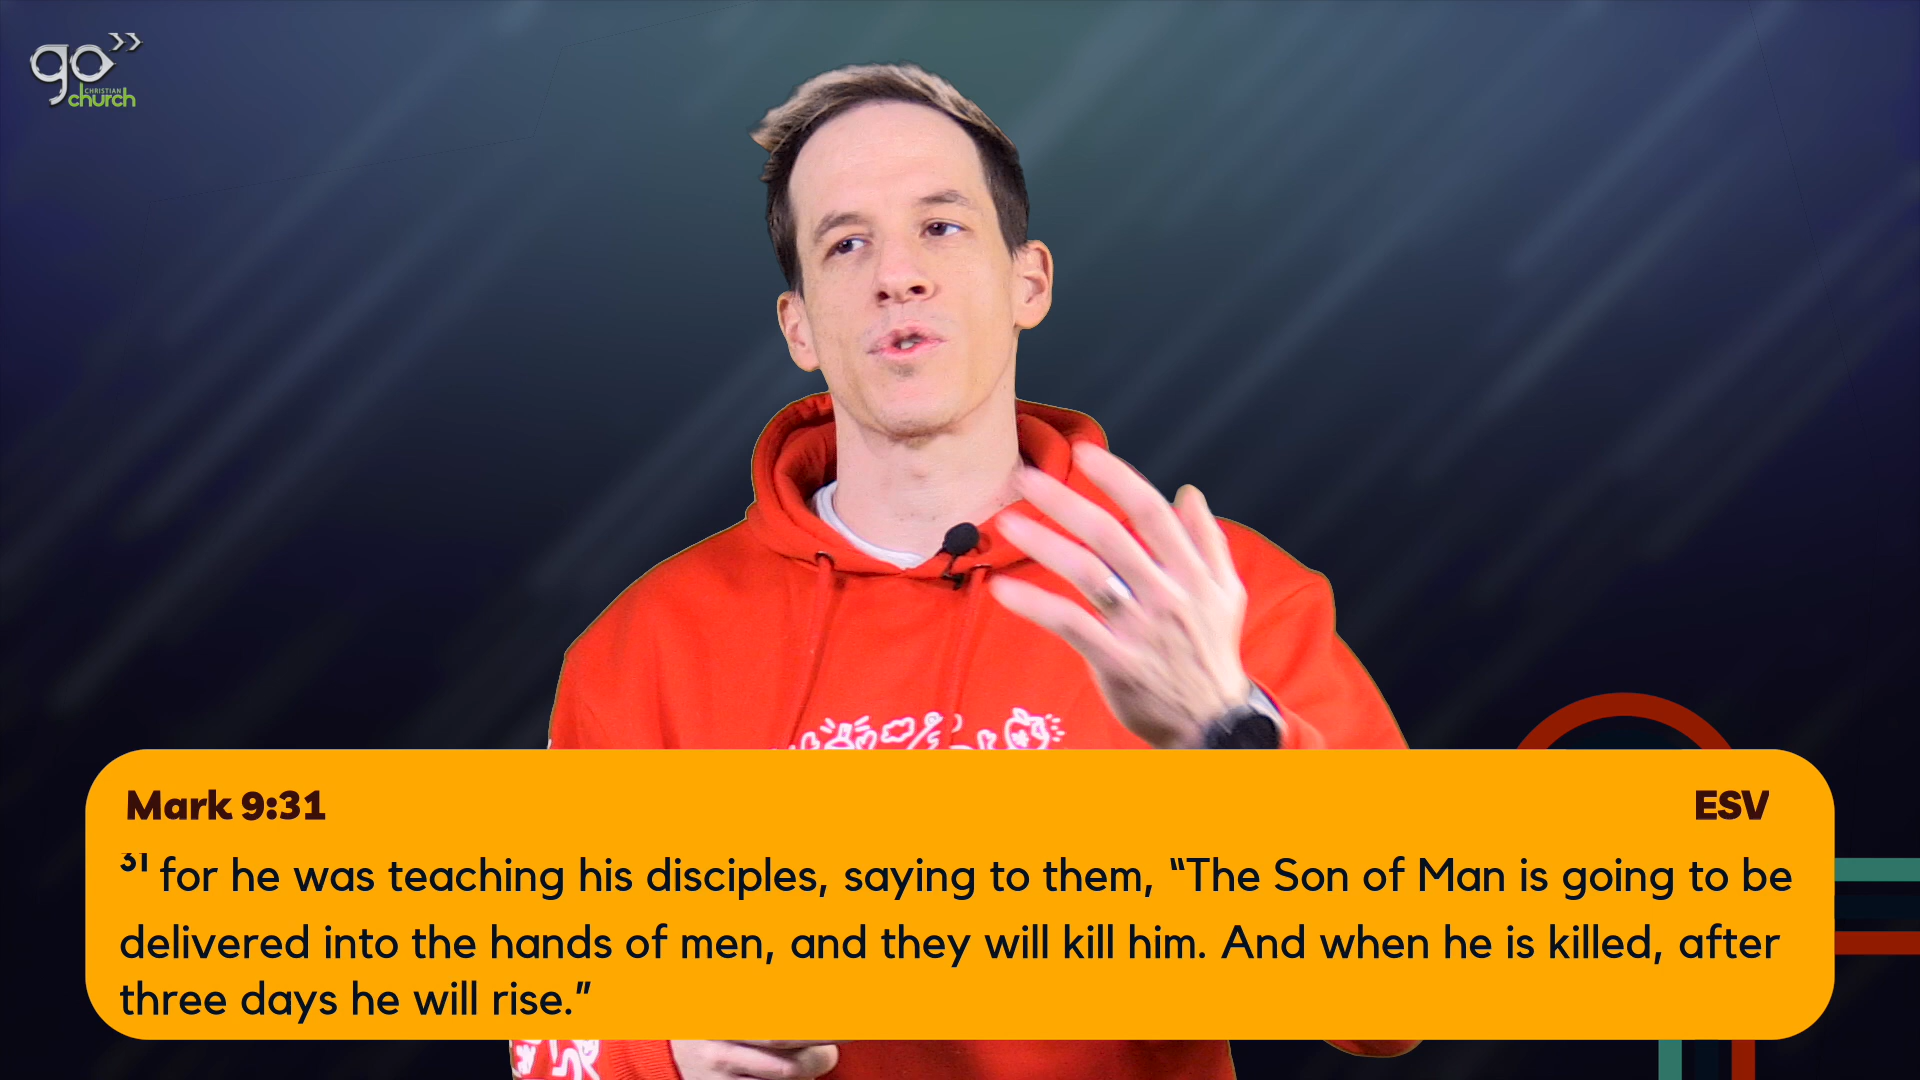 go
CHRISTIAN
church
Mark 9:31
ESV
31 for he was teaching his disciples, saying to them, “The Son of Man is going to be
delivered into the hands of men, and they will kill him. And when he is killed, after
three days he will rise.”